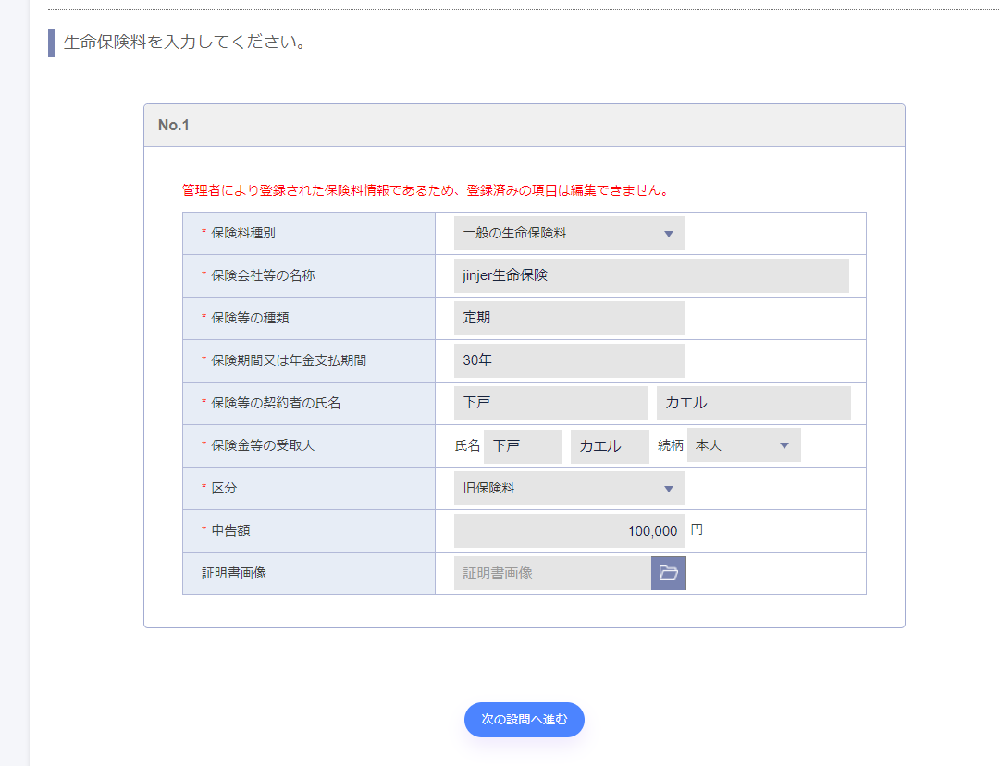 生命保険料を入力してください。
No.1
管理者により登録された保険料情報であるため、登録済みの項目は編集できません。
* 保険料種別 一般の生命保険料
* 保険会社等の名称 jinjer生命保険
* 保険等の種類 定期
* 保険期間又は年金支払期間 30年
* 保険等の契約者の氏名 下戸 カエル
* 保険金等の受取人 氏名 下戸 カエル 続柄 本人
* 区分 旧保険料
* 申告額 100,000 円
証明書画像 証明書画像
次の設問へ進む